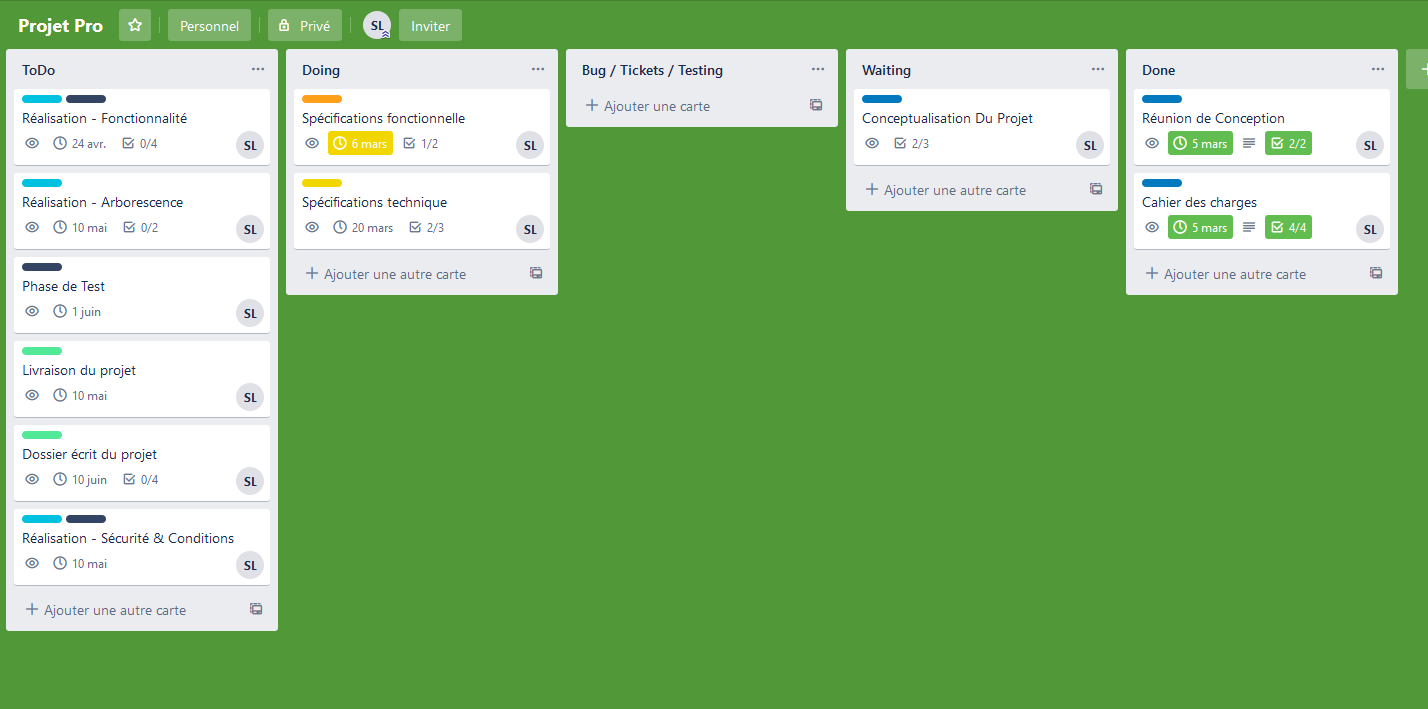 Projet Pro Personnel Privé SL Inviter
ToDo
Réalisation - Fonctionnalité
24 avr. 0/4 SL
Réalisation - Arborescence
10 mai 0/2 SL
Phase de Test
1 juin SL
Livraison du projet
10 mai SL
Dossier écrit du projet
10 juin 0/4 SL
Réalisation - Sécurité & Conditions
10 mai SL
+ Ajouter une autre carte
Doing
Spécifications fonctionnelle
6 mars 1/2 SL
Spécifications technique
20 mars 2/3 SL
+ Ajouter une autre carte
Bug / Tickets / Testing
+ Ajouter une carte
Waiting
Conceptualisation Du Projet
2/3 SL
+ Ajouter une autre carte
Done
Réunion de Conception
5 mars 2/2 SL
Cahier des charges
5 mars 4/4 SL
+ Ajouter une autre carte